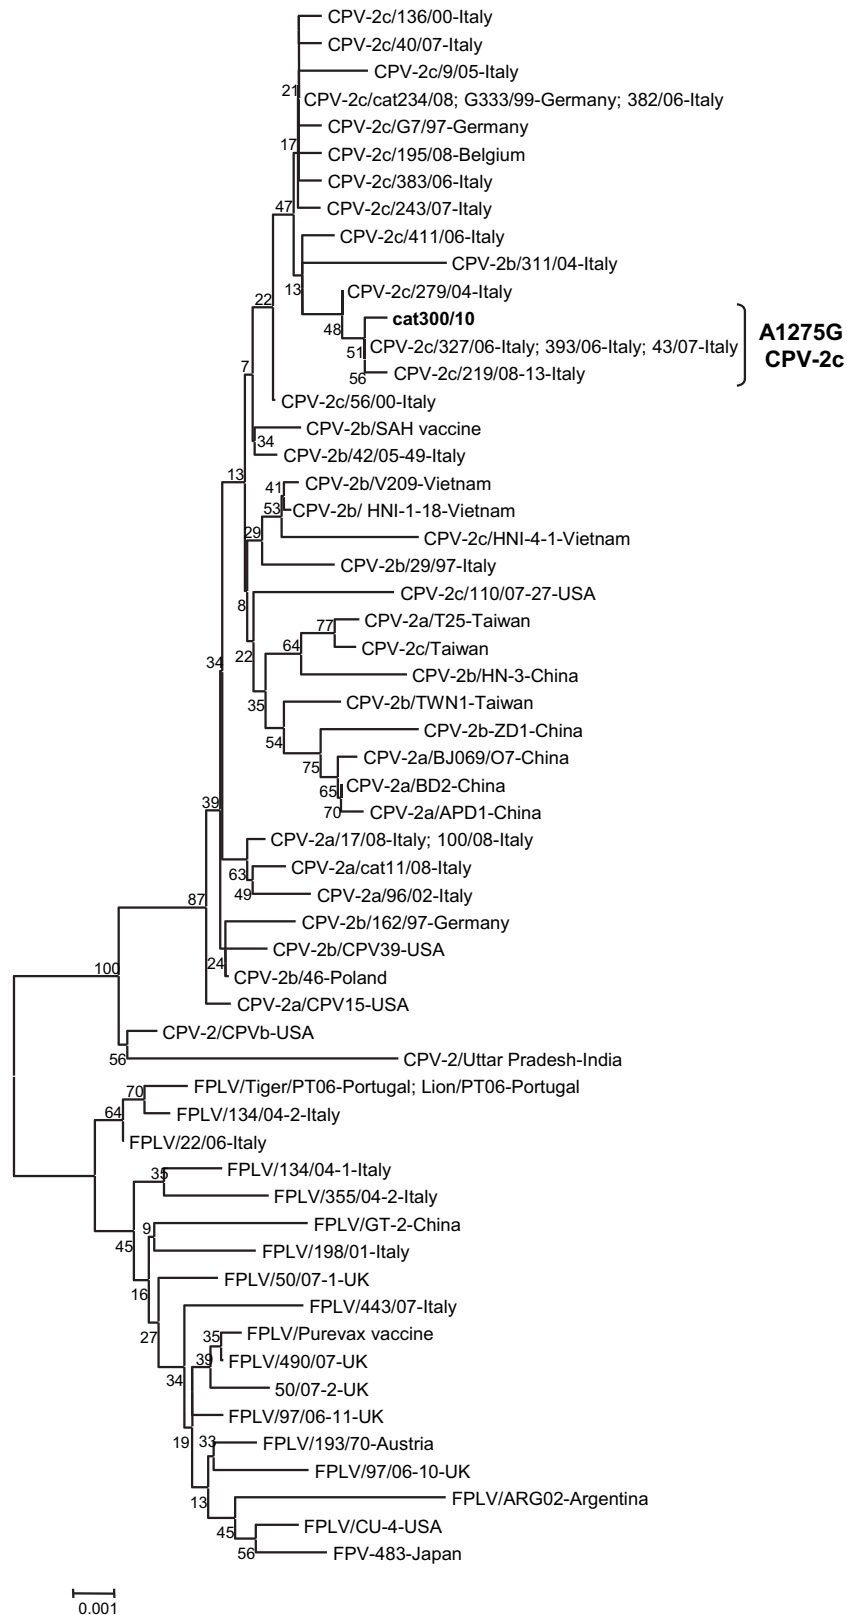 CPV-2c/136/00-Italy
CPV-2c/40/07-Italy
CPV-2c/9/05-Italy
21
CPV-2c/cat234/08; G333/99-Germany; 382/06-Italy
CPV-2c/G7/97-Germany
17
CPV-2c/195/08-Belgium
CPV-2c/383/06-Italy
47
CPV-2c/243/07-Italy
CPV-2c/411/06-Italy
CPV-2b/311/04-Italy
13
CPV-2c/279/04-Italy
22
cat300/10
48
A1275G
CPV-2c/327/06-Italy; 393/06-Italy; 43/07-Italy
51
CPV-2c
7
CPV-2c/219/08-13-Italy
56
CPV-2c/56/00-Italy
CPV-2b/SAH vaccine
34
CPV-2b/42/05-49-Italy
13
CPV-2b/V209-Vietnam
41
CPV-2b/ HNI-1-18-Vietnam
53
29
CPV-2c/HNI-4-1-Vietnam
CPV-2b/29/97-Italy
CPV-2c/110/07-27-USA
8
CPV-2a/T25-Taiwan
77
CPV-2c/Taiwan
64
22
34
CPV-2b/HN-3-China
CPV-2b/TWN1-Taiwan
35
CPV-2b-ZD1-China
54
CPV-2a/BJ069/O7-China
75
CPV-2a/BD2-China
65
39
CPV-2a/APD1-China
70
CPV-2a/17/08-Italy; 100/08-Italy
CPV-2a/cat11/08-Italy
63
CPV-2a/96/02-Italy
49
87
CPV-2b/162/97-Germany
CPV-2b/CPV39-USA
24
100
CPV-2b/46-Poland
CPV-2a/CPV15-USA
CPV-2/CPVb-USA
56
CPV-2/Uttar Pradesh-India
FPLV/Tiger/PT06-Portugal; Lion/PT06-Portugal
70
64
FPLV/134/04-2-Italy
FPLV/22/06-Italy
FPLV/134/04-1-Italy
35
FPLV/355/04-2-Italy
FPLV/GT-2-China
9
45
FPLV/198/01-Italy
FPLV/50/07-1-UK
16
FPLV/443/07-Italy
27
FPLV/Purevax vaccine
35
FPLV/490/07-UK
39
34
50/07-2-UK
FPLV/97/06-11-UK
19
33
FPLV/193/70-Austria
FPLV/97/06-10-UK
13
FPLV/ARG02-Argentina
45
FPLV/CU-4-USA
56
FPV-483-Japan
0.001